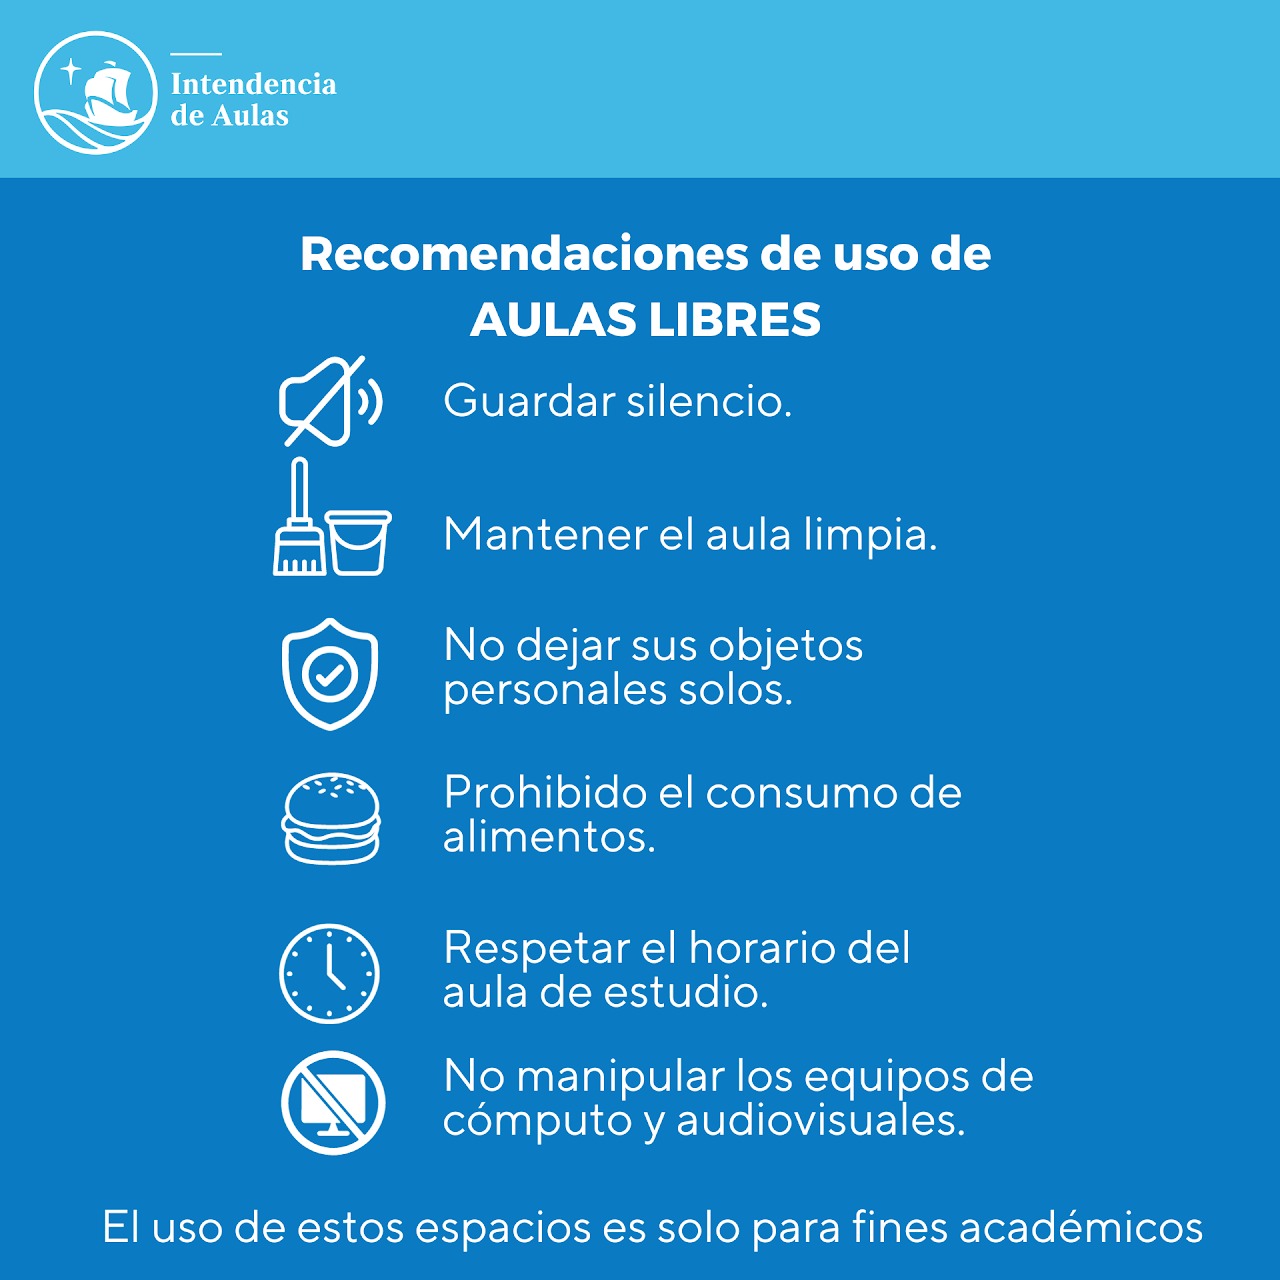 Intendencia
de Aulas
Recomendaciones de uso de
AULAS LIBRES
Guardar silencio.
Mantener el aula limpia.
No dejar sus objetos
personales solos.
Prohibido el consumo de
alimentos.
Respetar el horario del
aula de estudio.
No manipular los equipos de
cómputo y audiovisuales.
El uso de estos espacios es solo para fines académicos